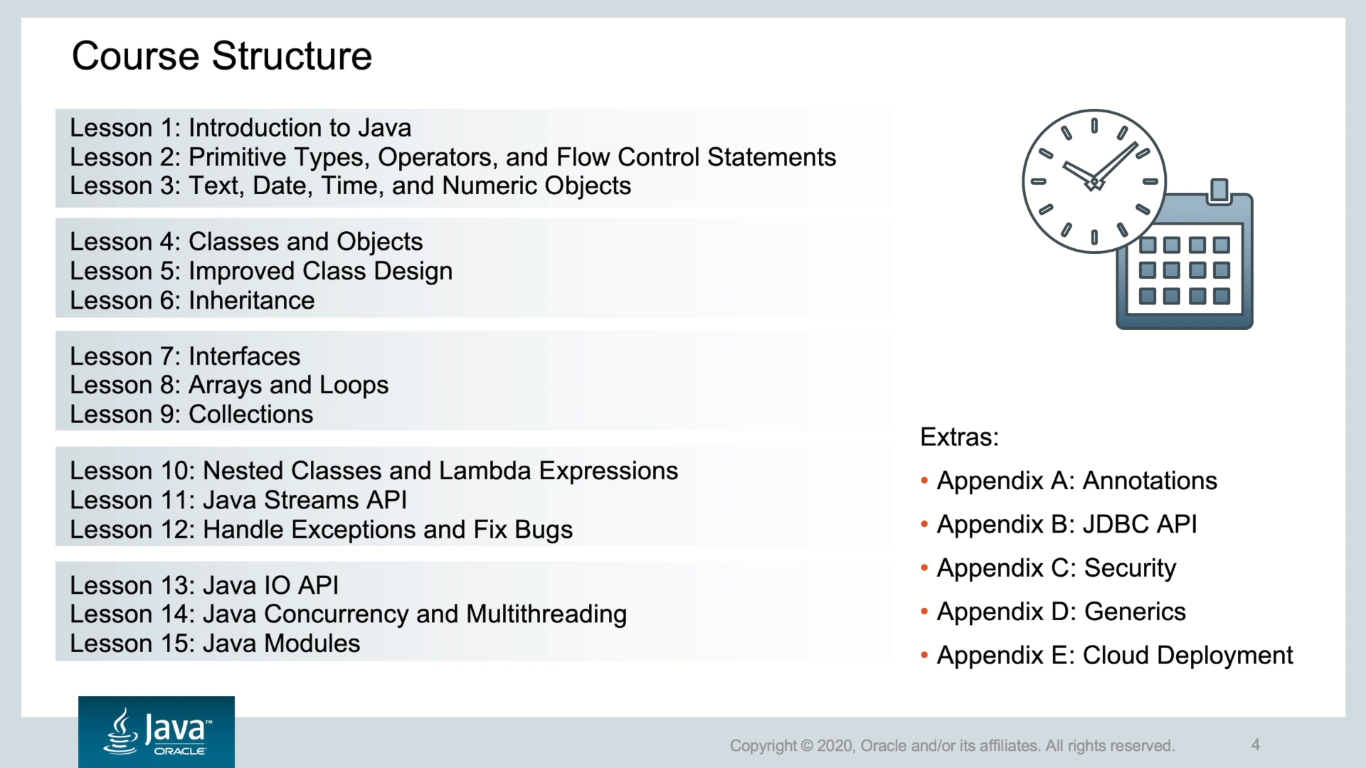 Course Structure
Lesson 1: Introduction to Java
Lesson 2: Primitive Types, Operators, and Flow Control Statements
Lesson 3: Text, Date, Time, and Numeric Objects
Lesson 4: Classes and Objects
Lesson 5: Improved Class Design
Lesson 6: Inheritance
Lesson 7: Interfaces
Lesson 8: Arrays and Loops
Lesson 9: Collections
Lesson 10: Nested Classes and Lambda Expressions
Lesson 11: Java Streams API
Lesson 12: Handle Exceptions and Fix Bugs
Lesson 13: Java IO API
Lesson 14: Java Concurrency and Multithreading
Lesson 15: Java Modules
Extras:
• Appendix A: Annotations
• Appendix B: JDBC API
• Appendix C: Security
• Appendix D: Generics
• Appendix E: Cloud Deployment
Java™
ORACLE
Copyright © 2020, Oracle and/or its affiliates. All rights reserved.
4